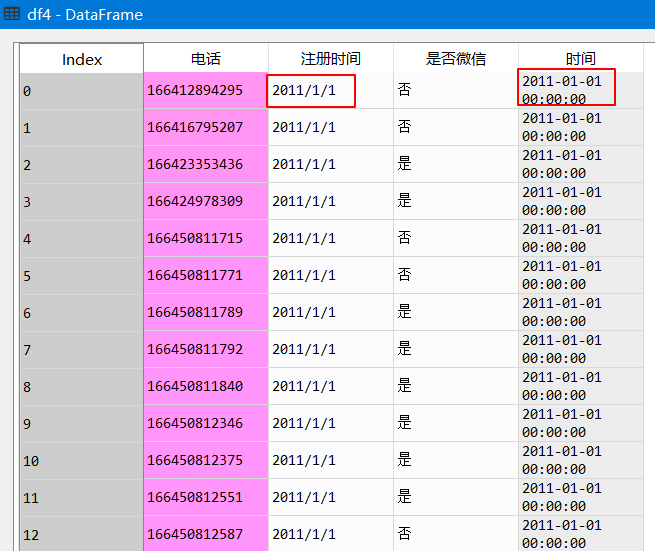 df4 - DataFrame
Index 电话 注册时间 是否微信 时间
0 166412894295 2011/1/1 否 2011-01-01 00:00:00
1 166416795207 2011/1/1 否 2011-01-01 00:00:00
2 166423353436 2011/1/1 是 2011-01-01 00:00:00
3 166424978309 2011/1/1 是 2011-01-01 00:00:00
4 166450811715 2011/1/1 否 2011-01-01 00:00:00
5 166450811771 2011/1/1 否 2011-01-01 00:00:00
6 166450811789 2011/1/1 是 2011-01-01 00:00:00
7 166450811792 2011/1/1 是 2011-01-01 00:00:00
8 166450811840 2011/1/1 是 2011-01-01 00:00:00
9 166450812346 2011/1/1 是 2011-01-01 00:00:00
10 166450812375 2011/1/1 是 2011-01-01 00:00:00
11 166450812551 2011/1/1 是 2011-01-01 00:00:00
12 166450812587 2011/1/1 否 2011-01-01 00:00:00